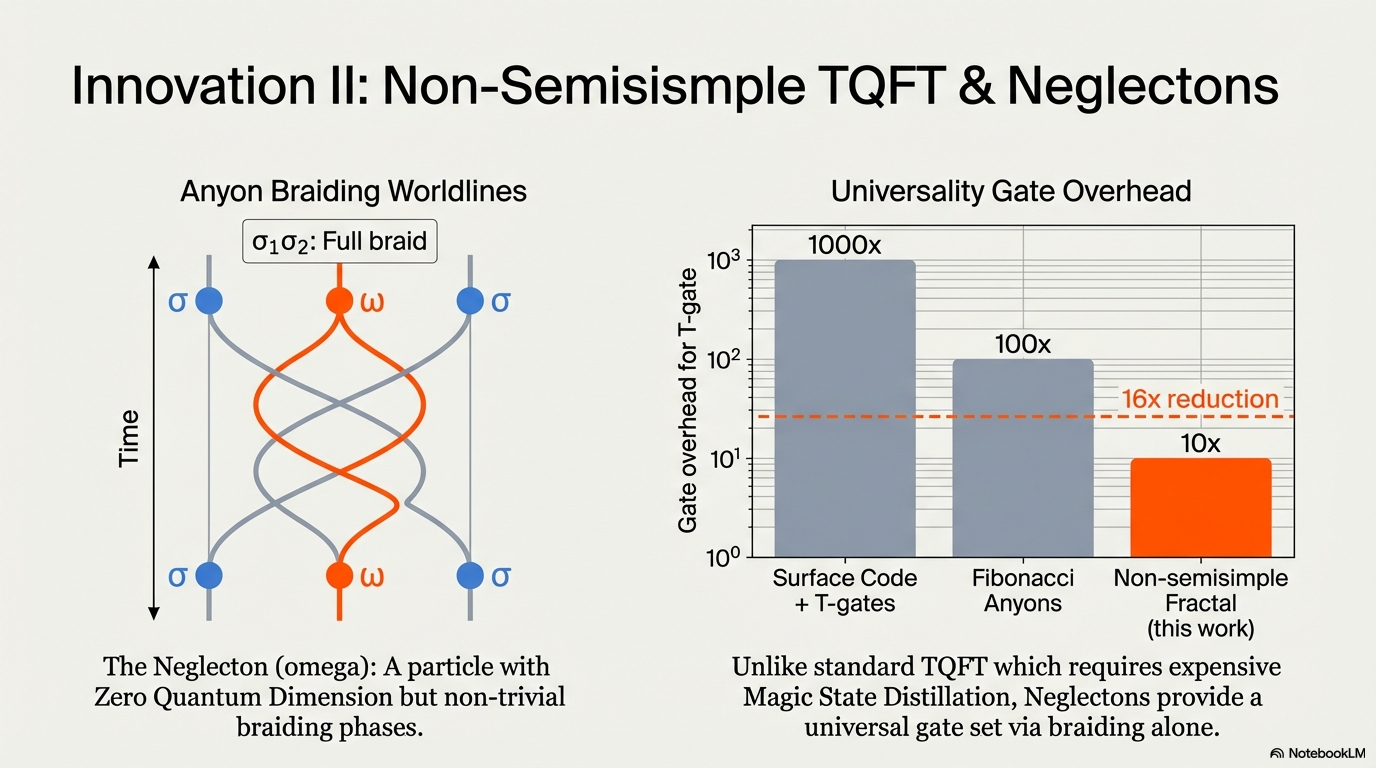 Innovation II: Non-Semisismple TQFT & Neglectons
Anyon Braiding Worldlines
σ₁σ₂: Full braid
σ
ω
σ
Time
σ
ω
σ
The Neglecton (omega): A particle with
Zero Quantum Dimension but non-trivial
braiding phases.
Universality Gate Overhead
Gate overhead for T-gate
10³
10²
10¹
10⁰
1000x
100x
16x reduction
10x
Surface Code
+ T-gates
Fibonacci
Anyons
Non-semisimple
Fractal
(this work)
Unlike standard TQFT which requires expensive
Magic State Distillation, Neglectons provide a
universal gate set via braiding alone.
NotebookLM